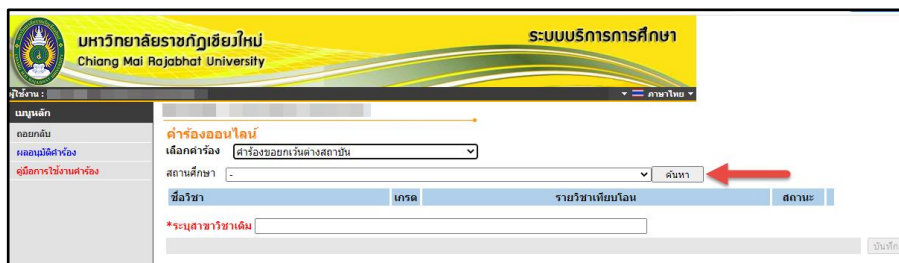 มหาวิทยาลัยราชภัฏเชียงใหม่
Chiang Mai Rajabhat University
ระบบบริการการศึกษา
ผู้ใช้งาน :
ภาษาไทย
เมนูหลัก
ถอยกลับ
ผลอนุมัติคำร้อง
คู่มือการใช้งานคำร้อง
คำร้องออนไลน์
เลือกคำร้อง คำร้องขอยกเว้นต่างสถาบัน
สถานศึกษา - ค้นหา
ชื่อวิชา เกรด รายวิชาเทียบโอน สถานะ
*ระบุสาขาวิชาเดิม
บันทึก